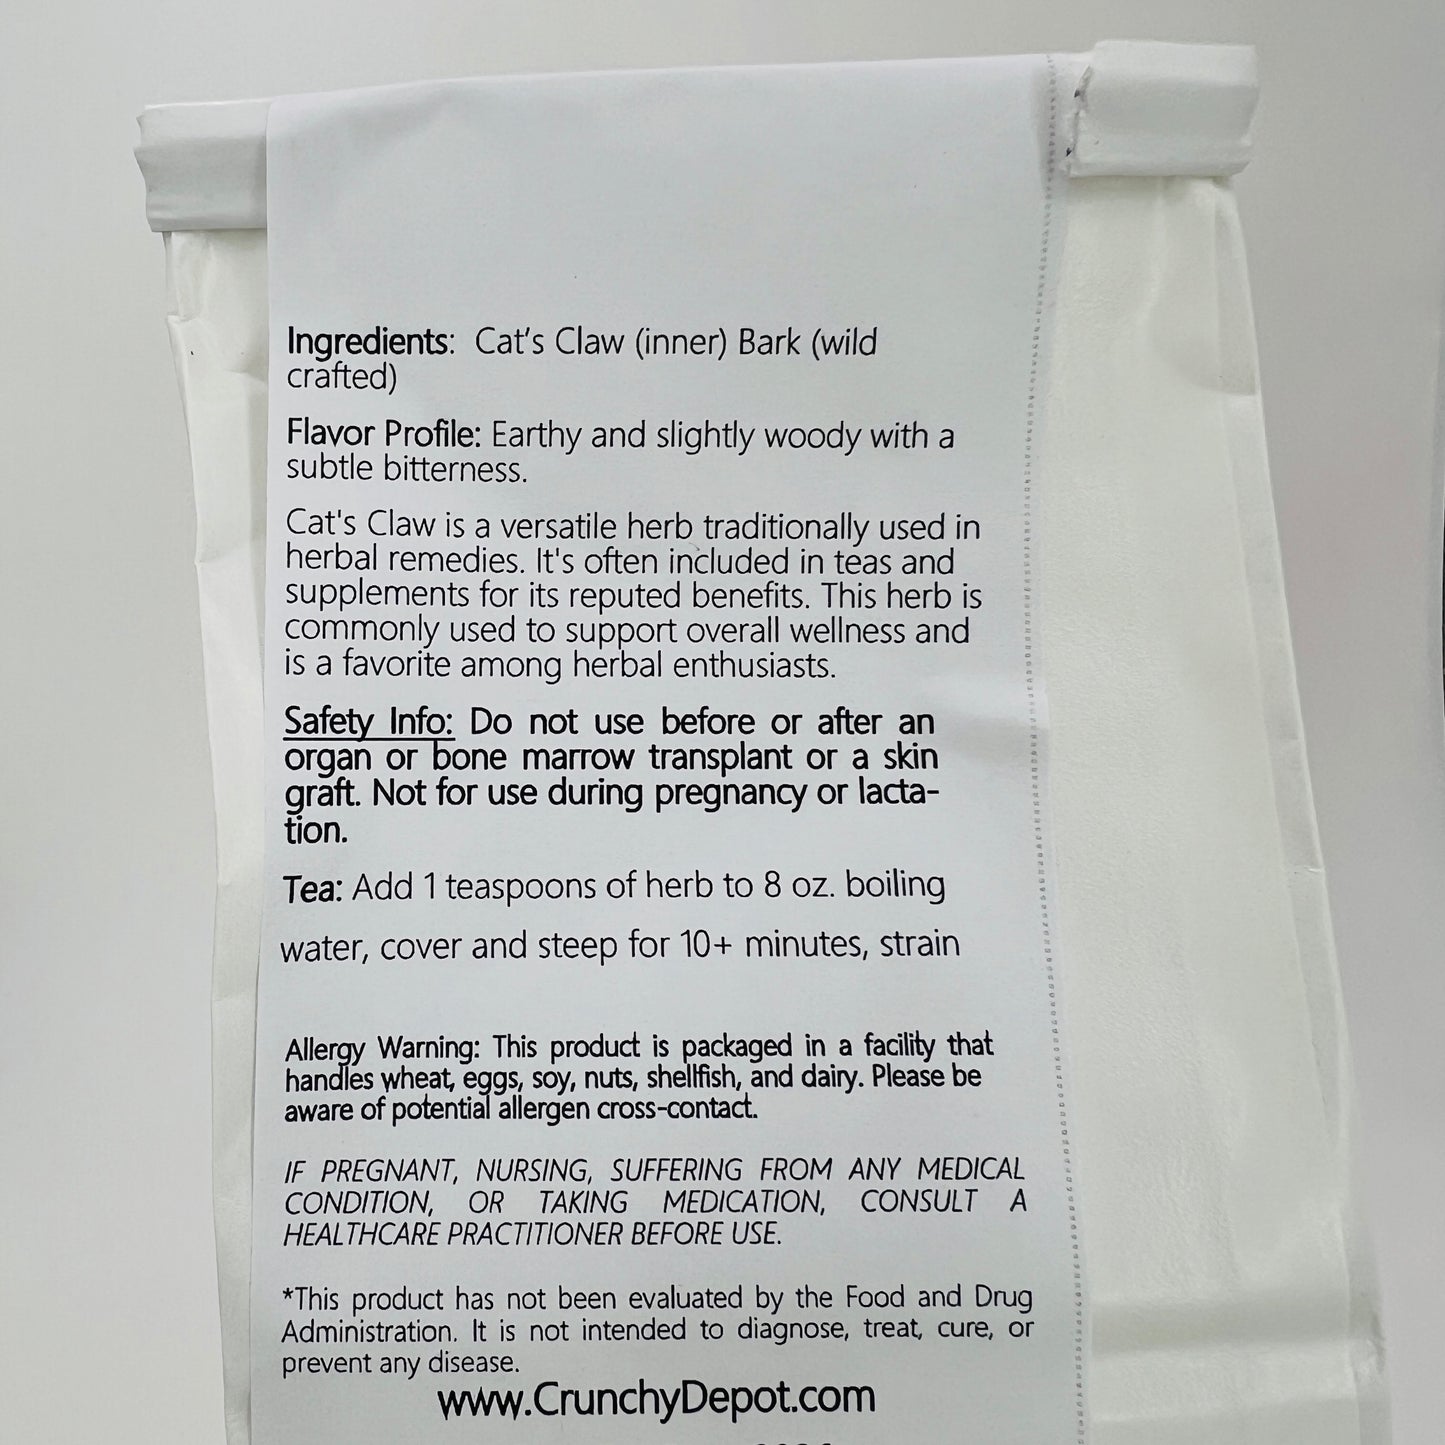 Ingredients: Cat's Claw (inner) Bark (wild
crafted)
Flavor Profile: Earthy and slightly woody with a
subtle bitterness.
Cat's Claw is a versatile herb traditionally used in
herbal remedies. It's often included in teas and
supplements for its reputed benefits. This herb is
commonly used to support overall wellness and
is a favorite among herbal enthusiasts.
Safety Info: Do not use before or after an
organ or bone marrow transplant or a skin
graft. Not for use during pregnancy or lacta-
tion.
Tea: Add 1 teaspoons of herb to 8 oz. boiling
water, cover and steep for 10+ minutes, strain
Allergy Warning: This product is packaged in a facility that
handles wheat, eggs, soy, nuts, shellfish, and dairy. Please be
aware of potential allergen cross-contact.
IF PREGNANT, NURSING, SUFFERING FROM ANY MEDICAL
CONDITION, OR TAKING MEDICATION, CONSULT A
HEALTHCARE PRACTITIONER BEFORE USE.
*This product has not been evaluated by the Food and Drug
Administration. It is not intended to diagnose, treat, cure, or
prevent any disease.
www.CrunchyDepot.com